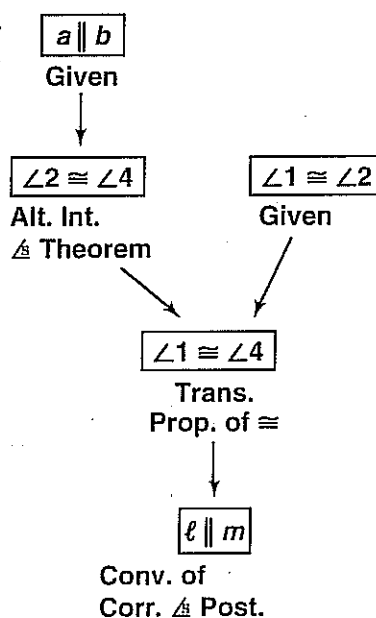 a ∥ b
Given
∠2 ≅ ∠4
Alt. Int.
∠s Theorem
∠1 ≅ ∠2
Given
∠1 ≅ ∠4
Trans.
Prop. of ≅
ℓ ∥ m
Conv. of
Corr. ∠s Post.